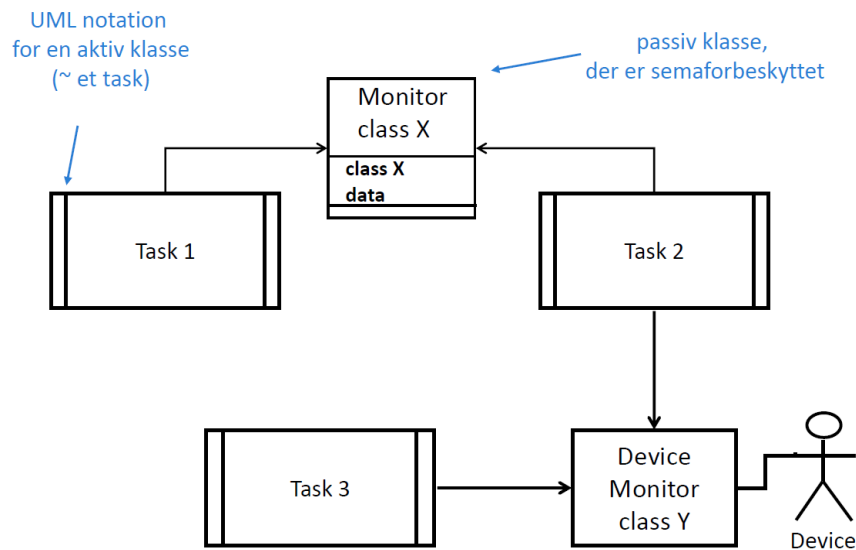 UML notation
for en aktiv klasse
(~ et task)
passiv klasse,
der er semaforbeskyttet
Monitor
class X
class X
data
Task 1
Task 2
Task 3
Device
Monitor
class Y
Device